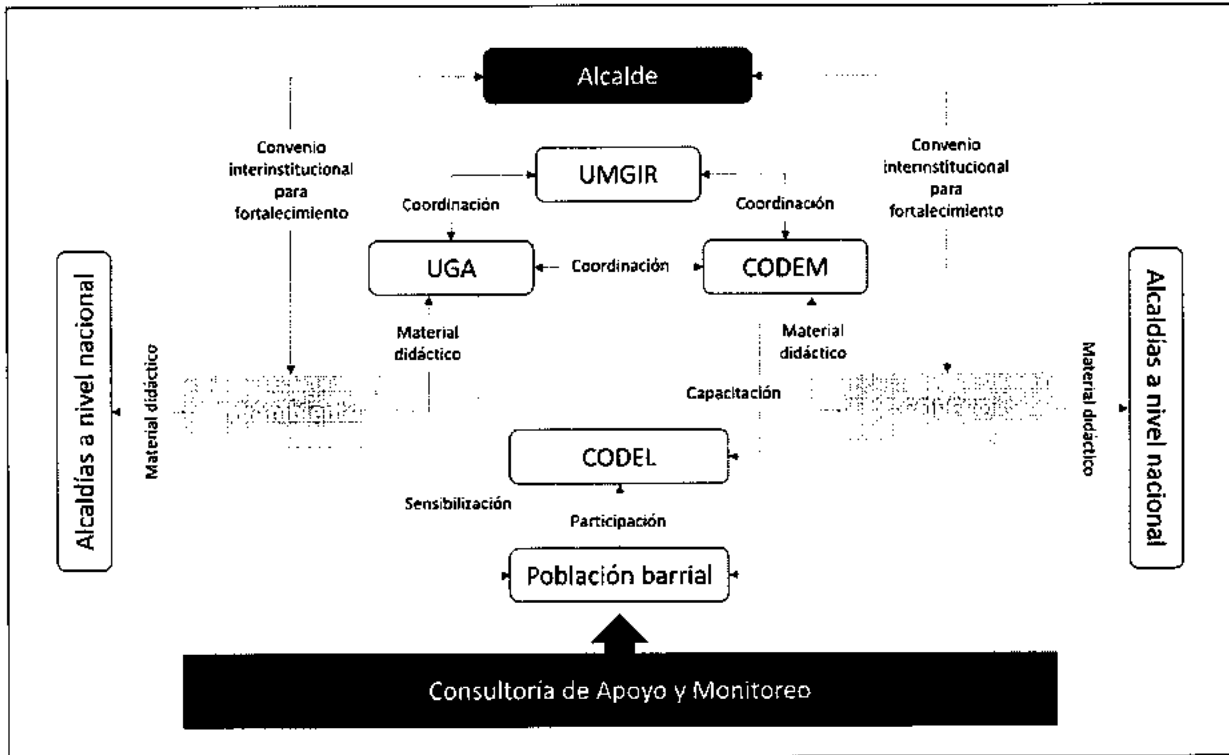 Alcalde
Convenio
interinstitucional
para
fortalecimiento
Convenio
interinstitucional
para
fortalecimiento
UMGIR
Coordinación
Coordinación
UGA
Coordinación
CODEM
Alcaldías a nivel nacional
Material didáctico
Material
didáctico
Material
didáctico
Capacitación
Material didáctico
Alcaldías a nivel nacional
CODEL
Sensibilización
Participación
Población barrial
Consultoría de Apoyo y Monitoreo